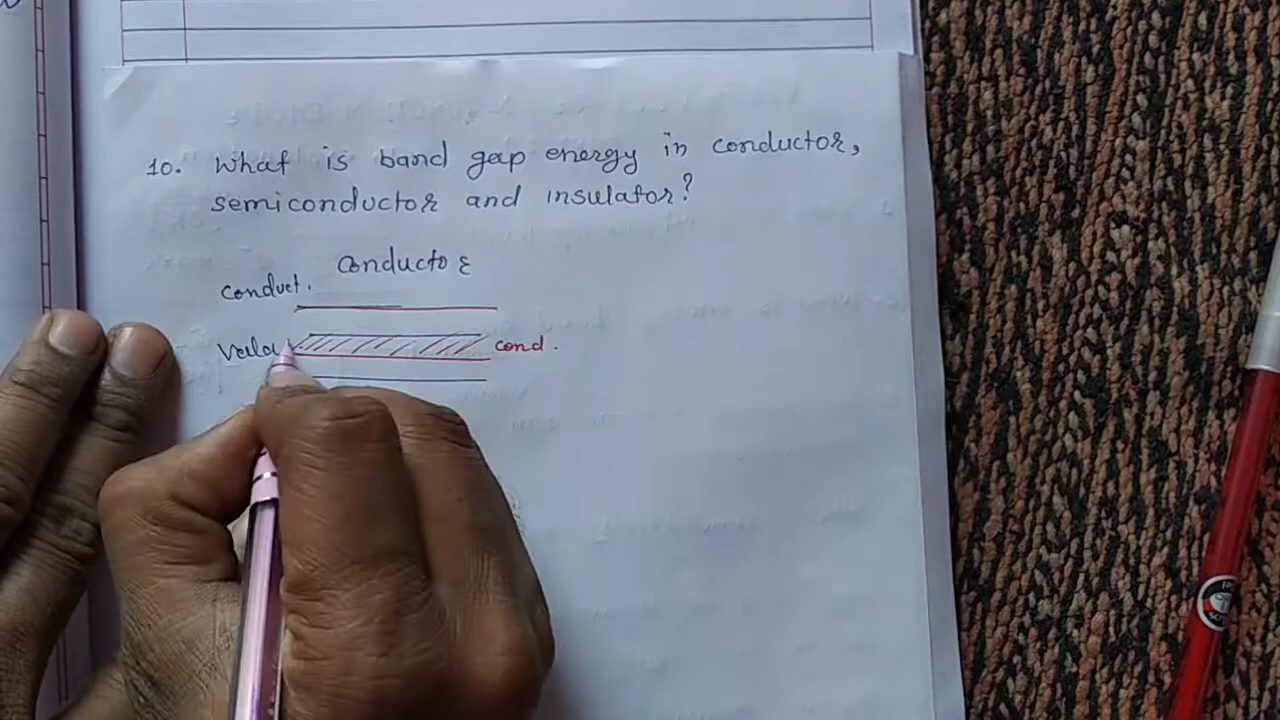 10. What is band gap energy in conductor,
semiconductor and insulator?
Conductor
Conduct.
cond.